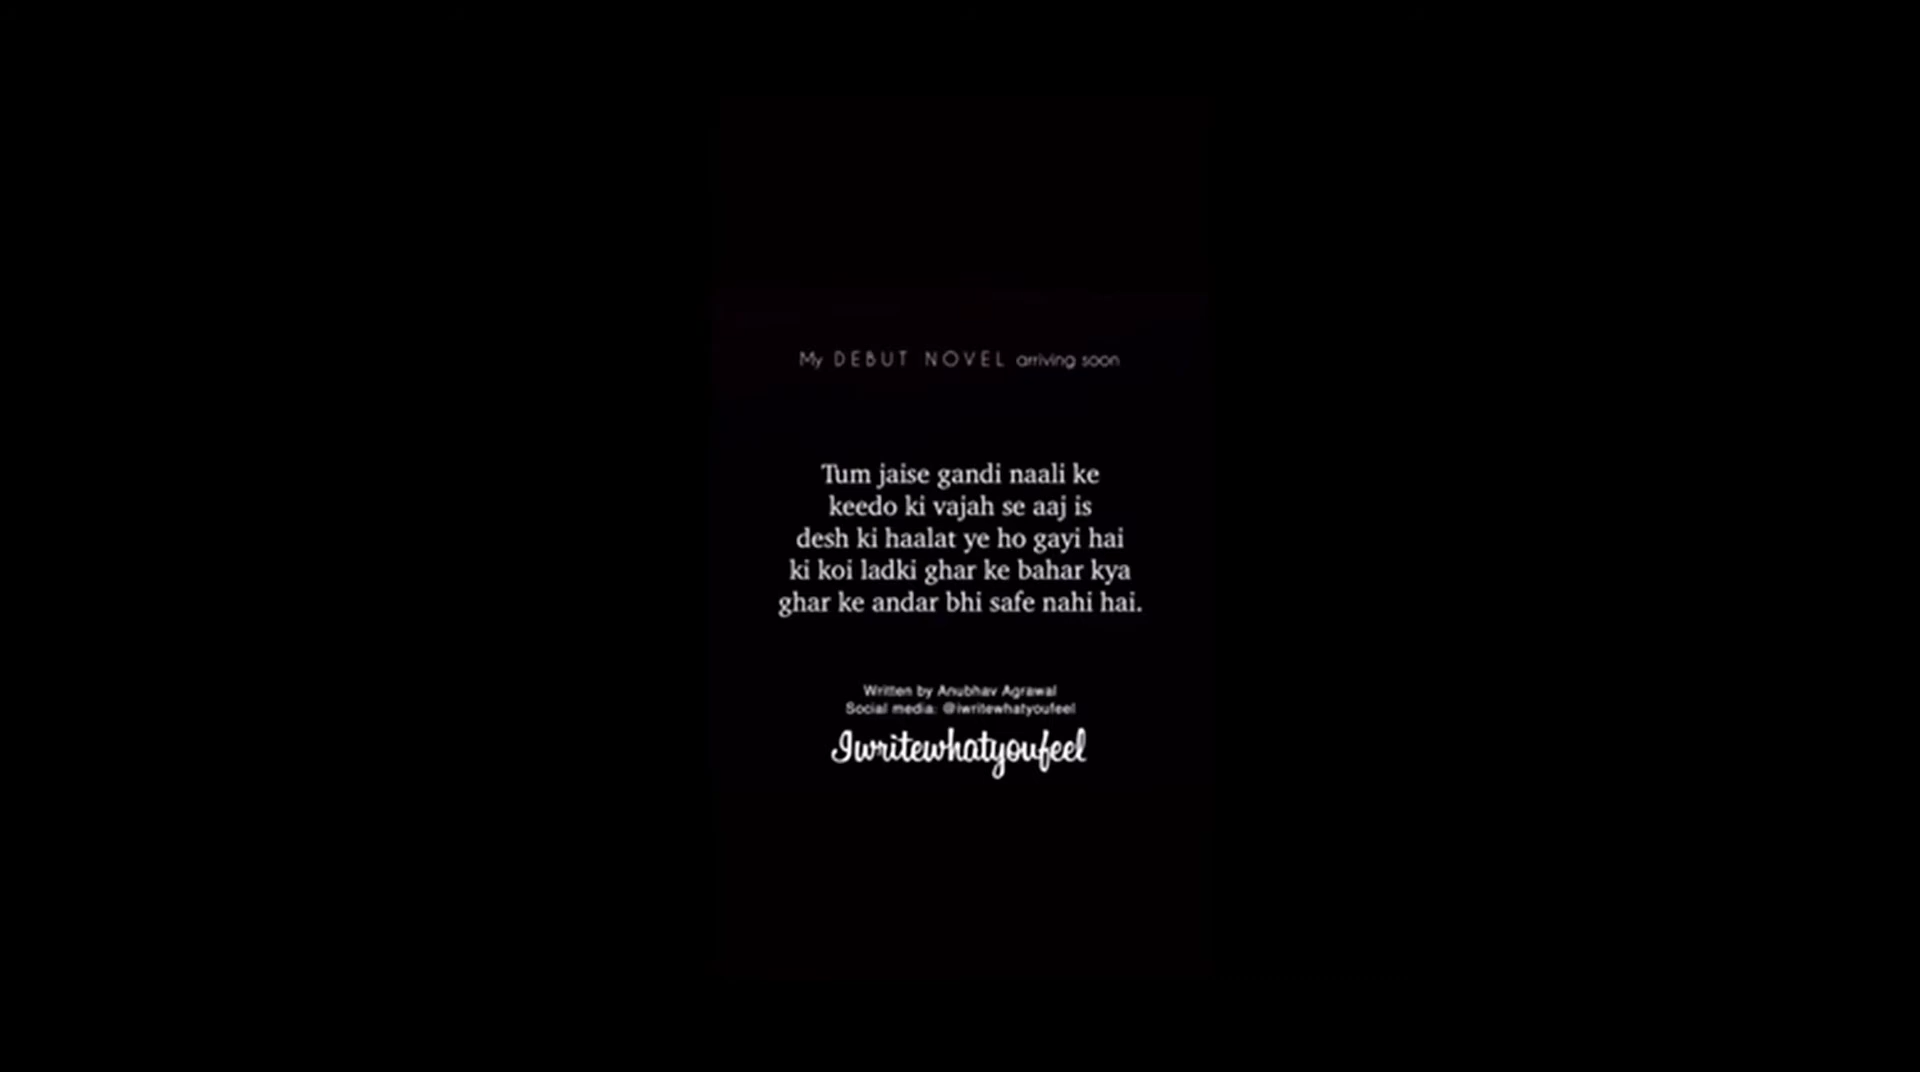 My DEBUT NOVEL arriving soon
Tum jaise gandi naali ke
keedo ki vajah se aaj is
desh ki haalat ye ho gayi hai
ki koi ladki ghar ke bahar kya
ghar ke andar bhi safe nahi hai.
Written by Anubhav Agrawal
Social media: @iwritewhatyoufeel
Iwritewhatyoufeel